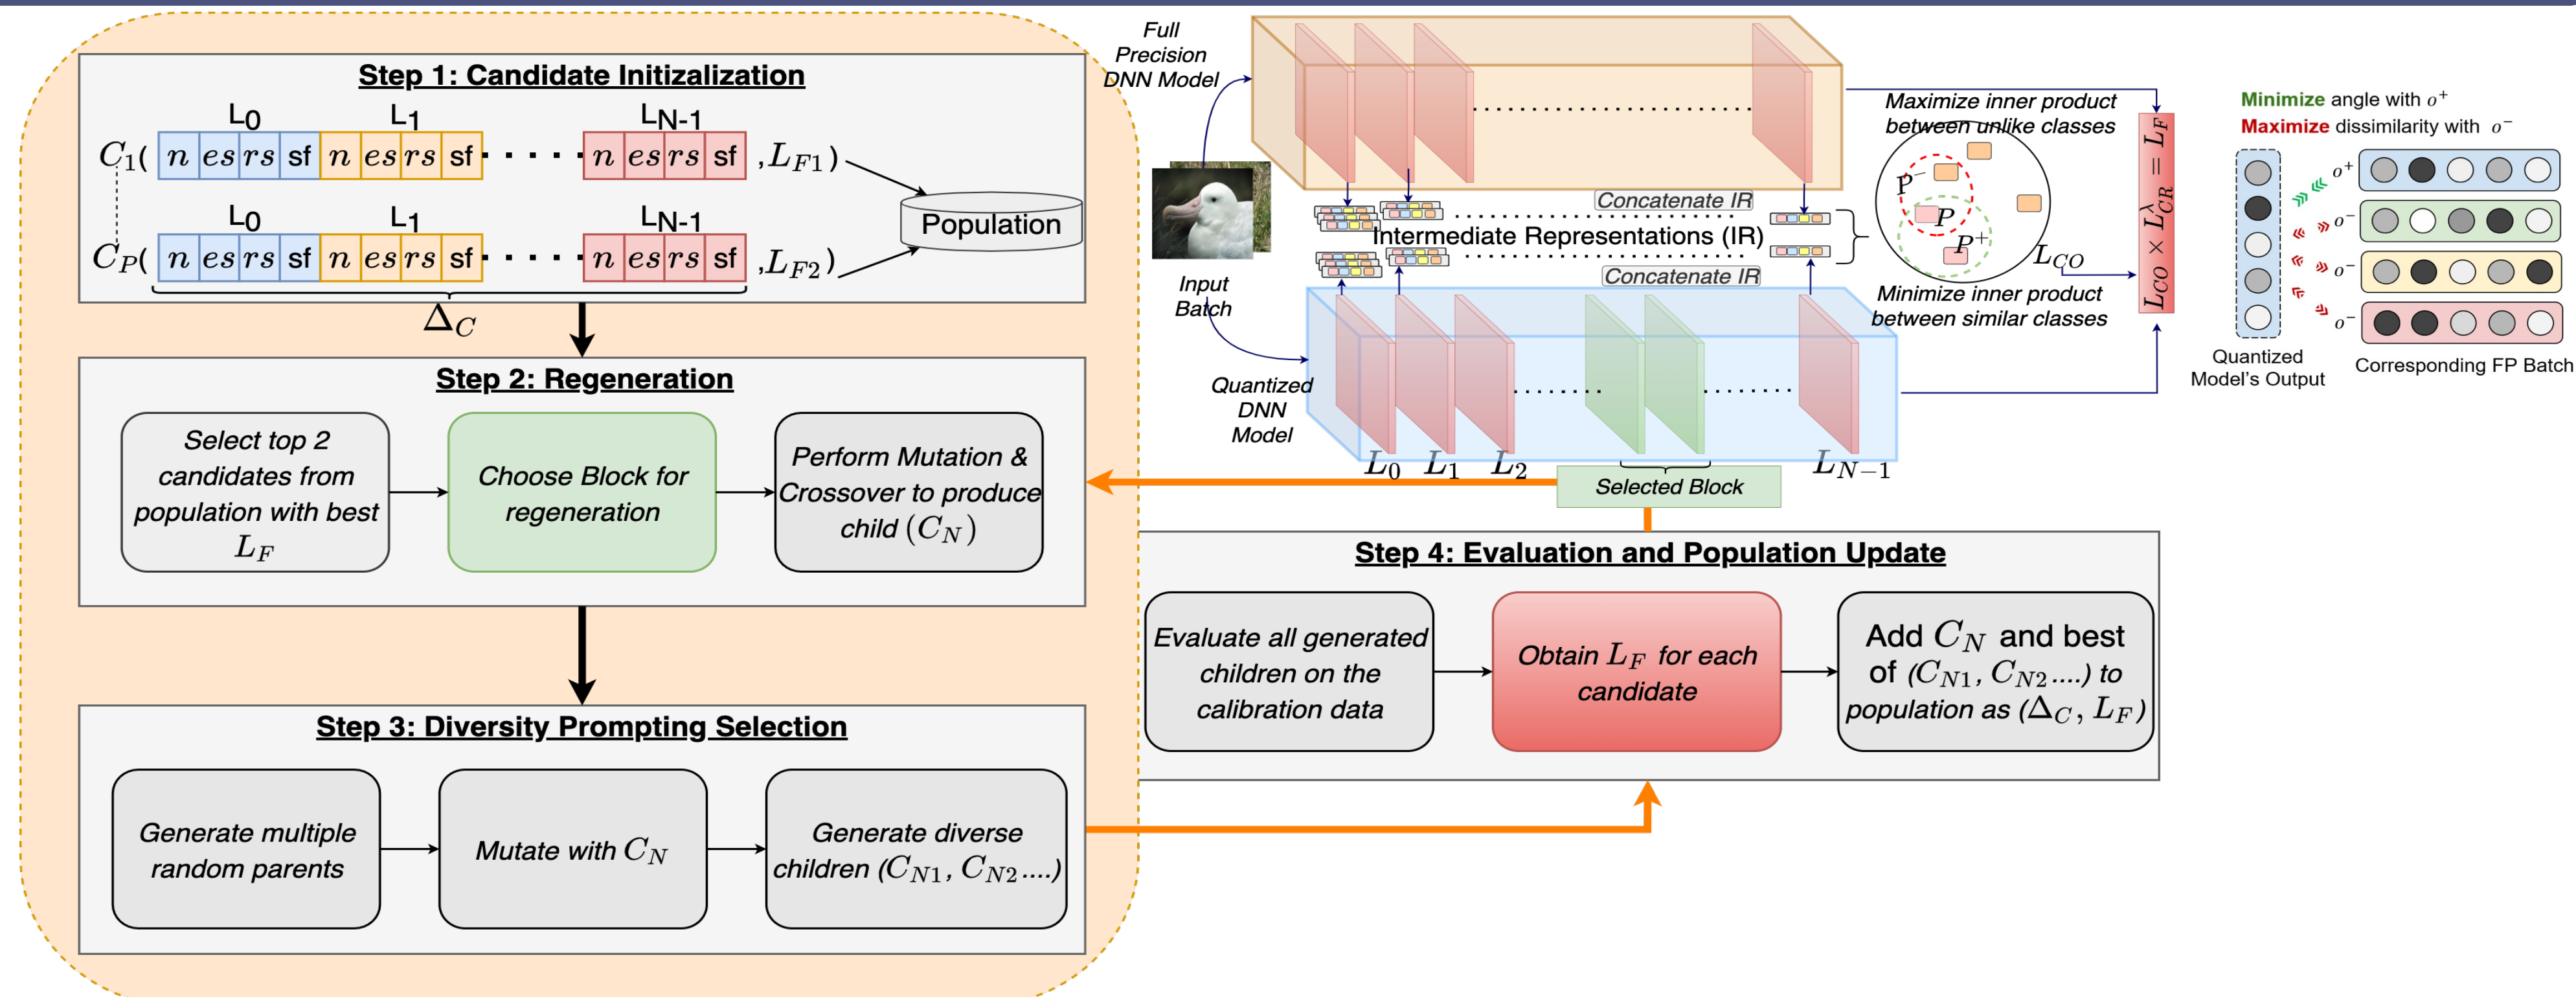 Step 1: Candidate Initizalization
L0 L1 LN-1
C1( n es rs sf n es rs sf ..... n es rs sf ,LF1)
L0 L1 LN-1
CP( n es rs sf n es rs sf ..... n es rs sf ,LF2)
Population
ΔC
Step 2: Regeneration
Select top 2
candidates from
population with best
LF
Choose Block for
regeneration
Perform Mutation &
Crossover to produce
child (CN)
Step 3: Diversity Prompting Selection
Generate multiple
random parents
Mutate with CN
Generate diverse
children (CN1, CN2....)
Full
Precision
DNN Model
Input
Batch
Quantized
DNN
Model
Concatenate IR
Intermediate Representations (IR)
Concatenate IR
L0 L1 L2 LN−1
Selected Block
Maximize inner product
between unlike classes
P−
P
P+
LCO
Minimize inner product
between similar classes
LCO × LCR^λ = LF
Minimize angle with o+
Maximize dissimilarity with o−
o+
o−
o−
o−
Quantized
Model's Output
Corresponding FP Batch
Step 4: Evaluation and Population Update
Evaluate all generated
children on the
calibration data
Obtain LF for each
candidate
Add CN and best
of (CN1, CN2....) to
population as (ΔC, LF)